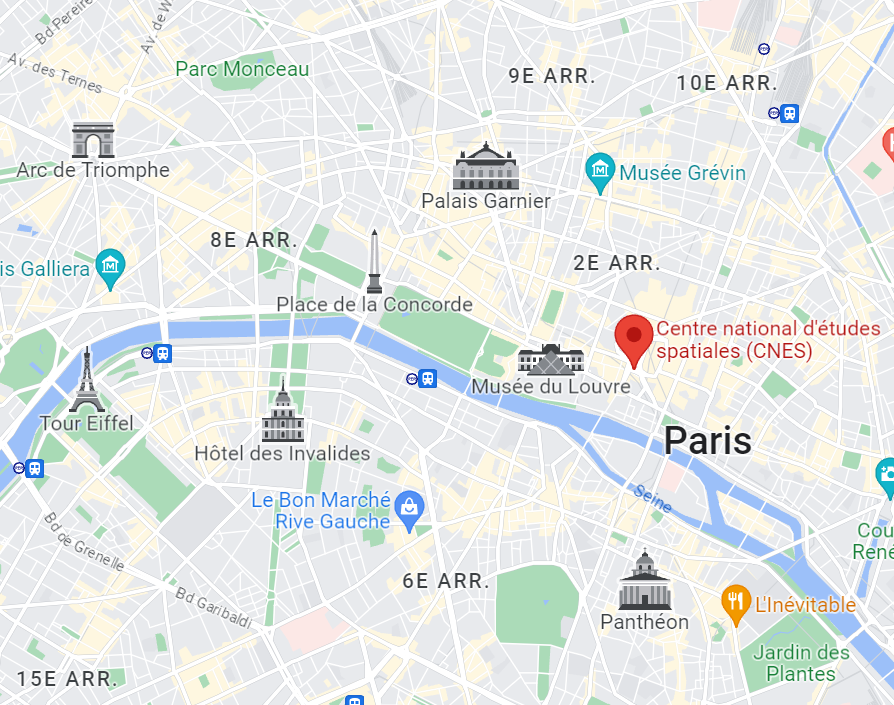 Bd Pereire
Av. des Ternes
Parc Monceau
9E ARR.
10E ARR.
Arc de Triomphe
Palais Garnier
Musée Grévin
8E ARR.
2E ARR.
is Galliera
Place de la Concorde
Centre national d'études
spatiales (CNES)
Musée du Louvre
Tour Eiffel
Hôtel des Invalides
Paris
Le Bon Marché
Rive Gauche
Seine
Bd de Grenelle
Cou
René
6E ARR.
Bd Garibaldi
Panthéon
L'Inévitable
Jardin des
Plantes
15E ARR.